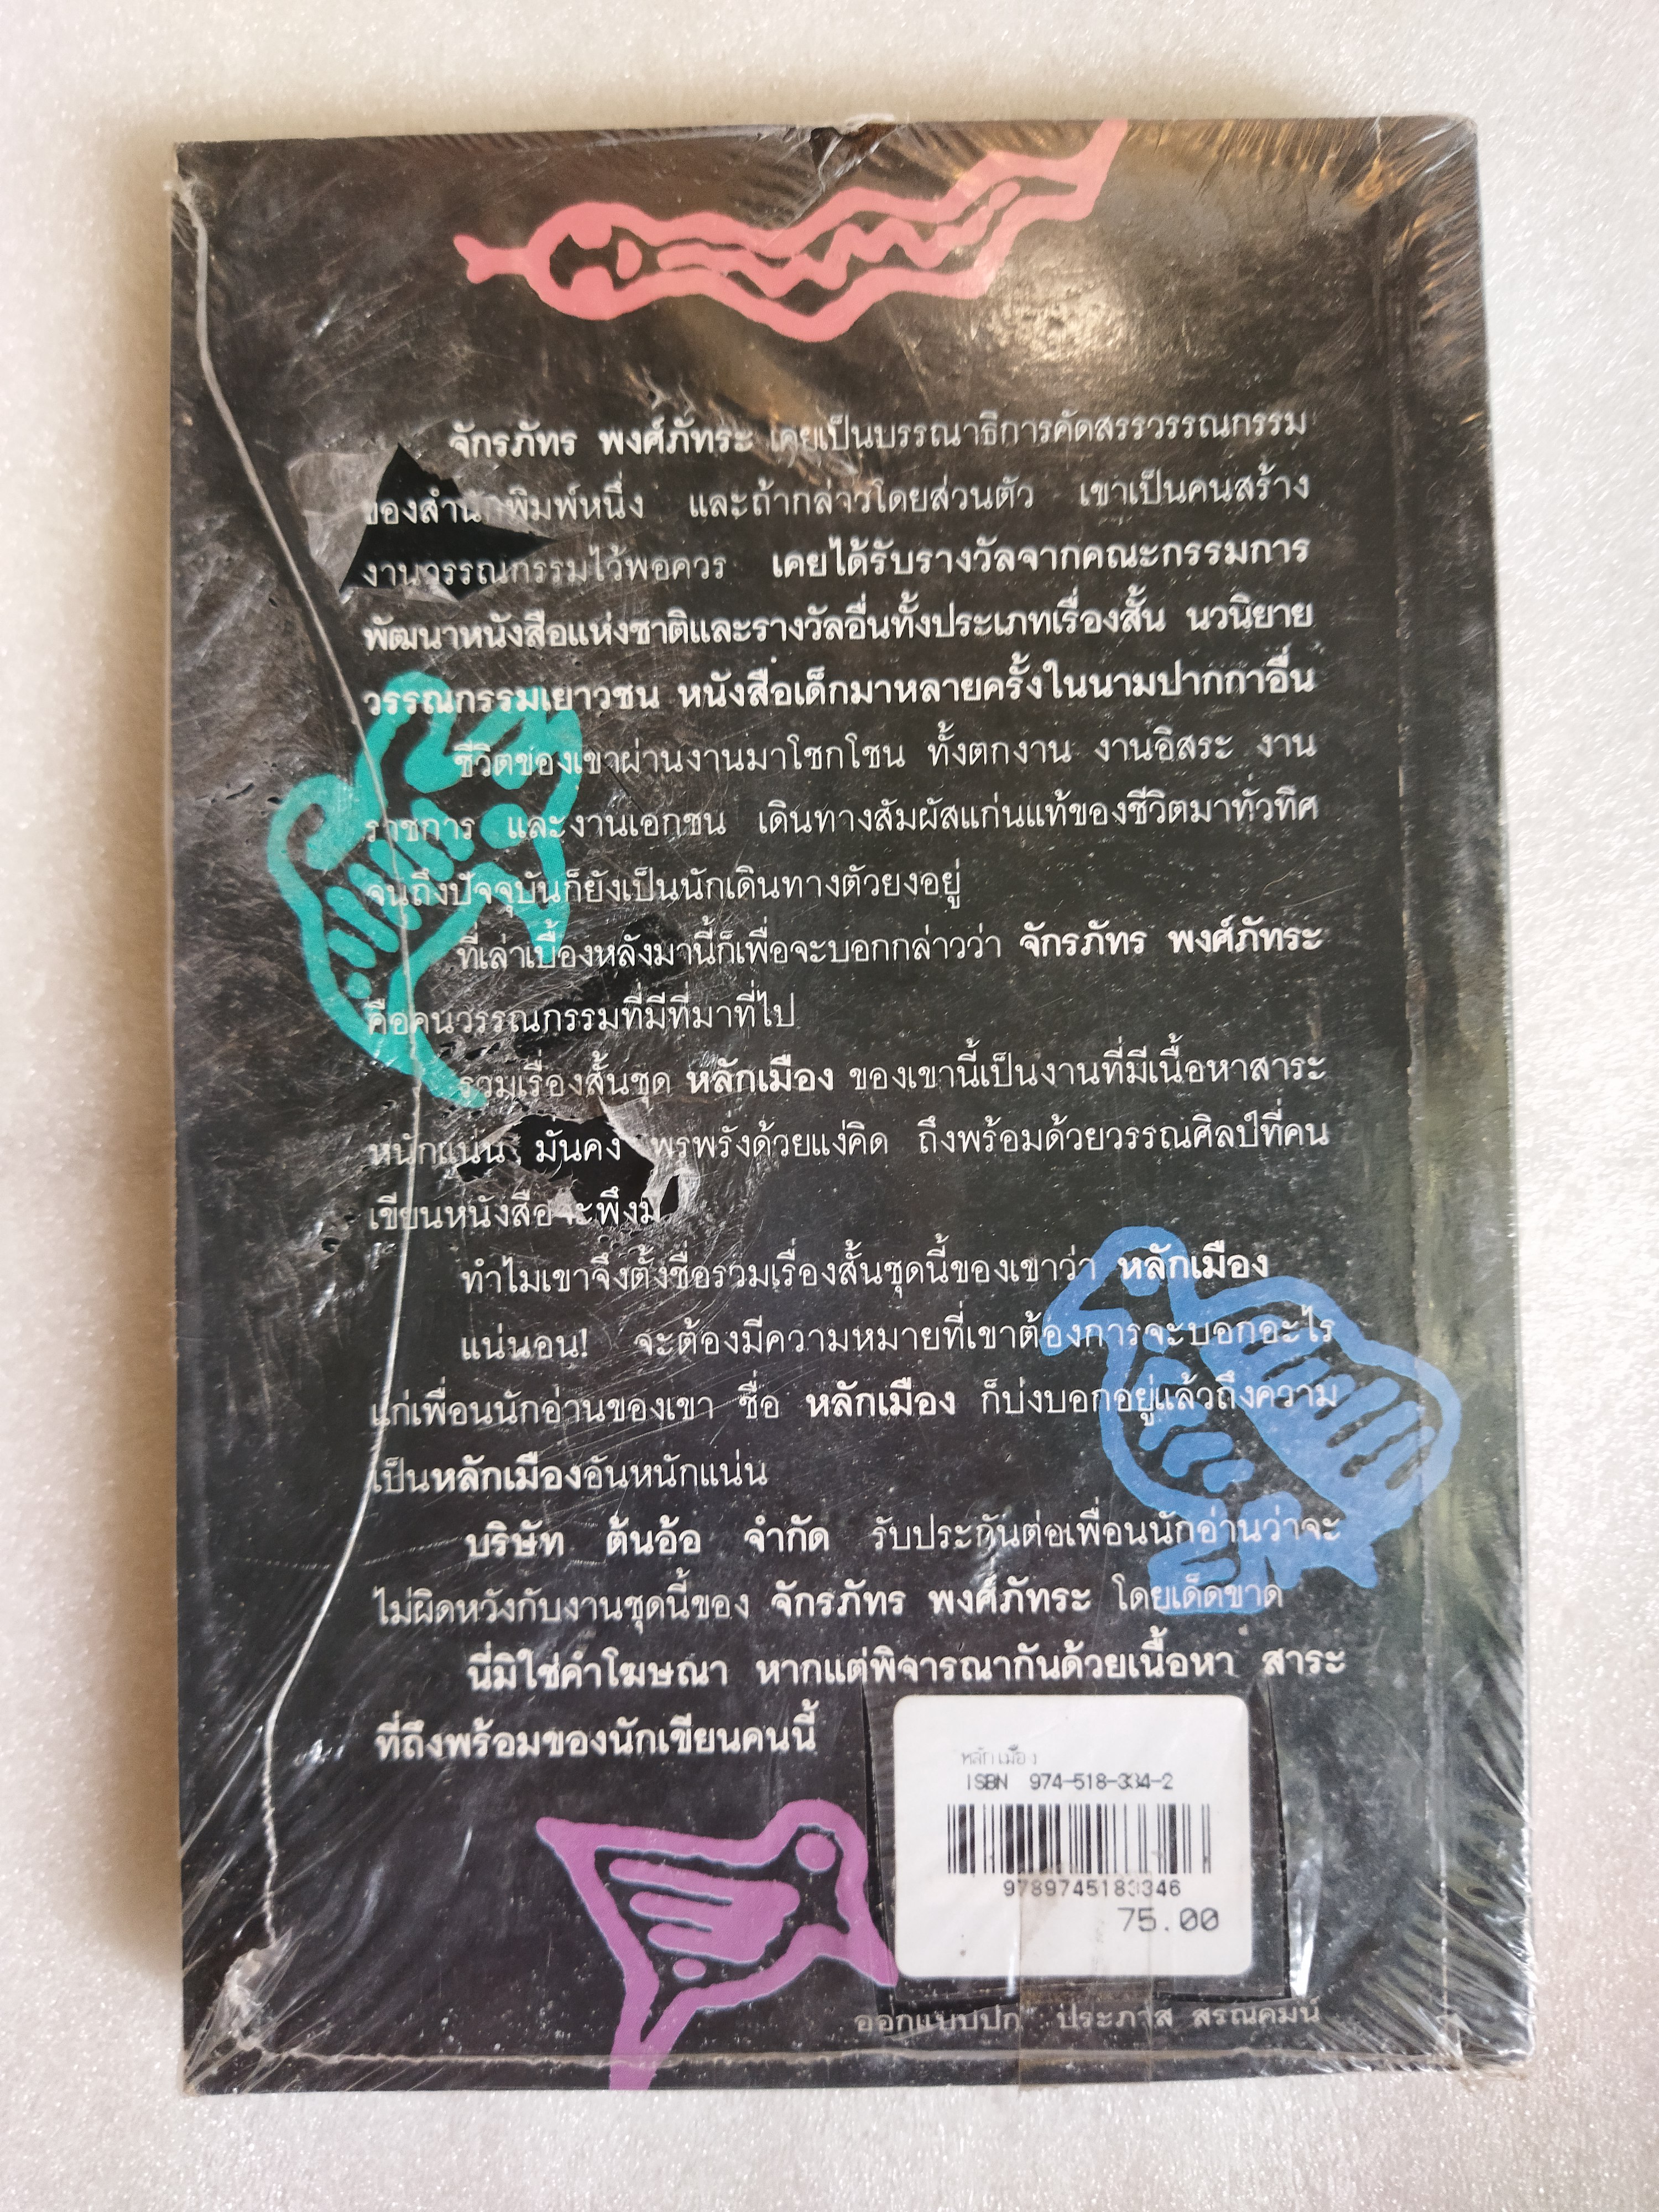 จักรภัทร พงศ์ภัทระ เคยเป็นบรรณาธิการคัดสรรวรรณกรรม
ของสำนักพิมพ์หนึ่ง และถ้ากล่าวโดยส่วนตัว เขาเป็นคนสร้าง
งานวรรณกรรมไว้พอควร เคยได้รับรางวัลจากคณะกรรมการ
พัฒนาหนังสือแห่งชาติและรางวัลอื่นทั้งประเภทเรื่องสั้น นวนิยาย
วรรณกรรมเยาวชน หนังสือเด็กมาหลายครั้งในนามปากกาอื่น
ชีวิตของเขาผ่านงานมาโชกโชน ทั้งตกงาน งานอิสระ งาน
ราชการ และงานเอกชน เดินทางสัมผัสแก่นแท้ของชีวิตมาทั่วทิศ
จนถึงปัจจุบันก็ยังเป็นนักเดินทางตัวยงอยู่
ที่เล่าเบื้องหลังมานี้ก็เพื่อจะบอกกล่าวว่า จักรภัทร พงศ์ภัทระ
คือคนวรรณกรรมที่มีที่มาที่ไป
รวมเรื่องสั้นชุด หลักเมือง ของเขานี้เป็นงานที่มีเนื้อหาสาระ
หนักแน่น มั่นคง พรพรั่งด้วยแง่คิด ถึงพร้อมด้วยวรรณศิลป์ที่คน
เขียนหนังสือจะพึงมี
ทำไมเขาจึงตั้งชื่อรวมเรื่องสั้นชุดนี้ของเขาว่า หลักเมือง
แน่นอน! จะต้องมีความหมายที่เขาต้องการจะบอกอะไร
แก่เพื่อนนักอ่านของเขา ชื่อ หลักเมือง ก็บ่งบอกอยู่แล้วถึงความ
เป็นหลักเมืองอันหนักแน่น
บริษัท ต้นอ้อ จำกัด รับประกันต่อเพื่อนนักอ่านว่าจะ
ไม่ผิดหวังกับงานชุดนี้ของ จักรภัทร พงศ์ภัทระ โดยเด็ดขาด
นี่มิใช่คำโฆษณา หากแต่พิจารณากันด้วยเนื้อหา สาระ
ที่ถึงพร้อมของนักเขียนคนนี้
หลักเมือง
ISBN 974-518-334-2
9789745183346
75.00
ออกแบบปก : ประภาส สรณคมน์